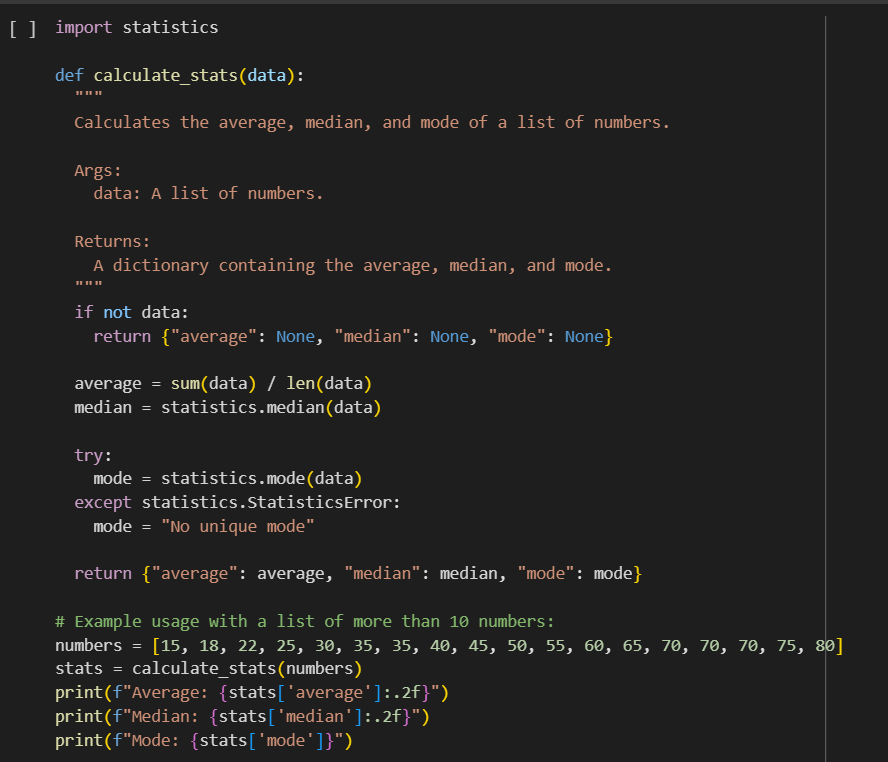 [ ] import statistics
def calculate_stats(data):
"""
Calculates the average, median, and mode of a list of numbers.
Args:
data: A list of numbers.
Returns:
A dictionary containing the average, median, and mode.
"""
if not data:
return {"average": None, "median": None, "mode": None}
average = sum(data) / len(data)
median = statistics.median(data)
try:
mode = statistics.mode(data)
except statistics.StatisticsError:
mode = "No unique mode"
return {"average": average, "median": median, "mode": mode}
# Example usage with a list of more than 10 numbers:
numbers = [15, 18, 22, 25, 30, 35, 35, 40, 45, 50, 55, 60, 65, 70, 70, 70, 75, 80]
stats = calculate_stats(numbers)
print(f"Average: {stats['average']:.2f}")
print(f"Median: {stats['median']:.2f}")
print(f"Mode: {stats['mode']}")